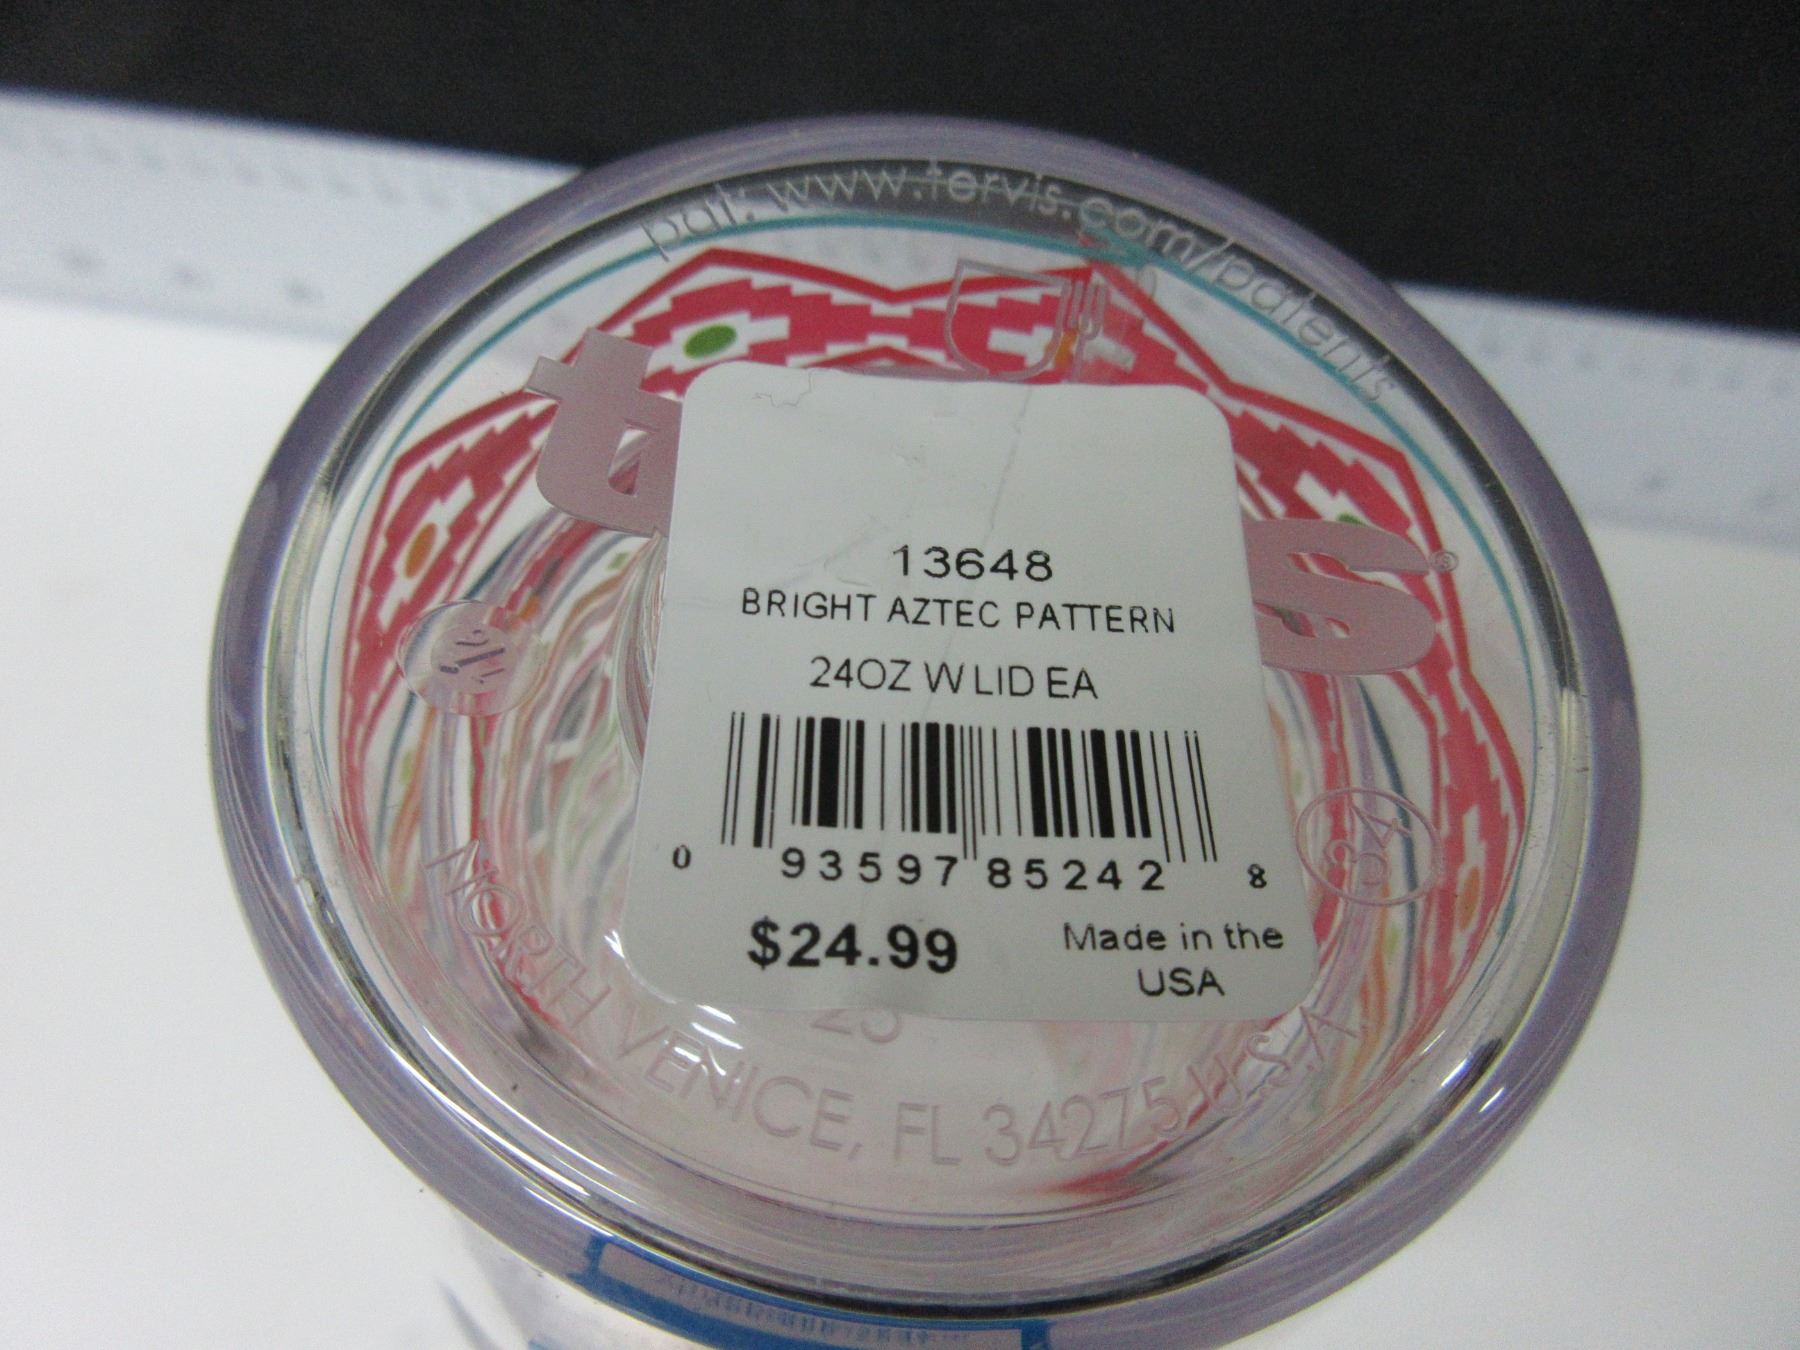 pat: www.tervis.com/patents
13648
BRIGHT AZTEC PATTERN
24OZ W LID EA
0 93597 85242 8
$24.99
Made in the
USA
25
NORTH VENICE, FL 34275 U.S.A